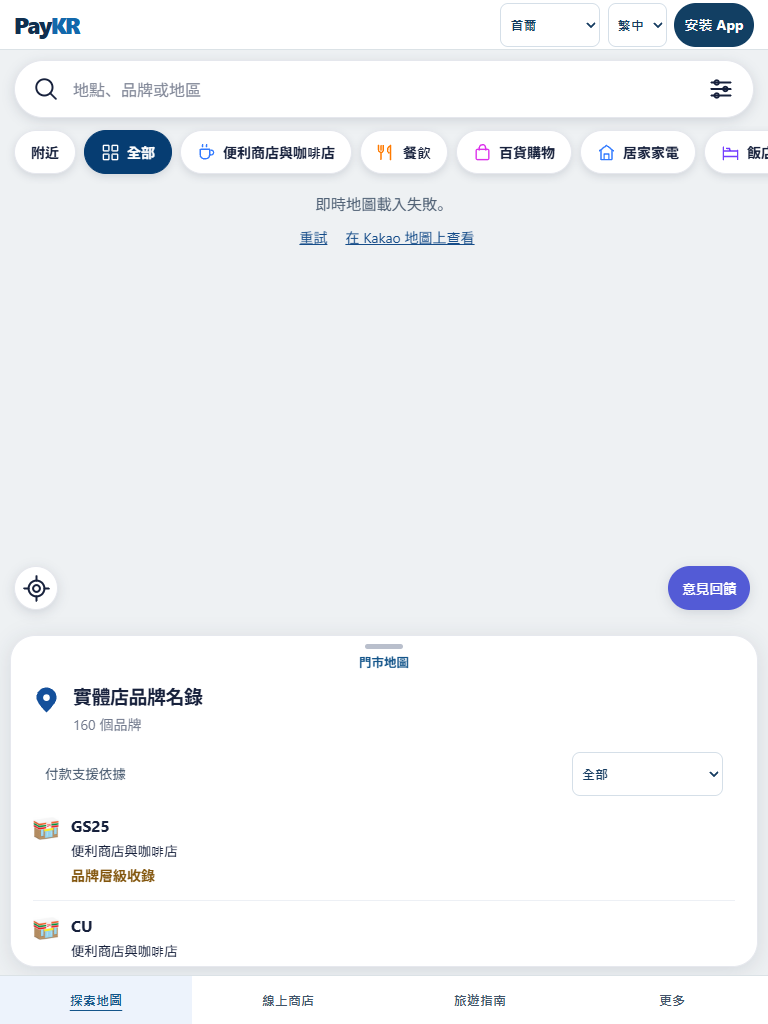 PayKR
首爾
繁中
安裝 App
地點、品牌或地區
附近
全部
便利商店與咖啡店
餐飲
百貨購物
居家家電
飯店
即時地圖載入失敗。
重試
在 Kakao 地圖上查看
意見回饋
門市地圖
實體店品牌名錄
160 個品牌
付款支援依據
全部
GS25
便利商店與咖啡店
品牌層級收錄
CU
便利商店與咖啡店
探索地圖
線上商店
旅遊指南
更多